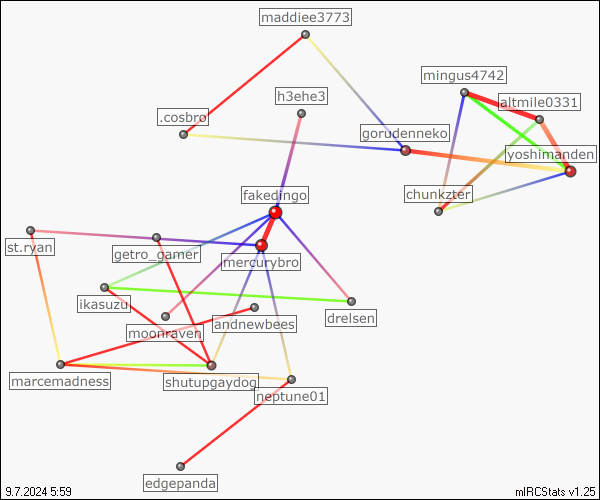 maddiee3773
mingus4742
h3ehe3
altmile0331
.cosbro
gorudenneko
yoshimanden
fakedingo
chunkzter
st.ryan
getro_gamer
mercurybro
ikasuzu
moonraven
andnewbees
drelsen
marcemadness
shutupgaydog
neptune01
edgepanda
9.7.2024 5:59
mIRCStats v1.25